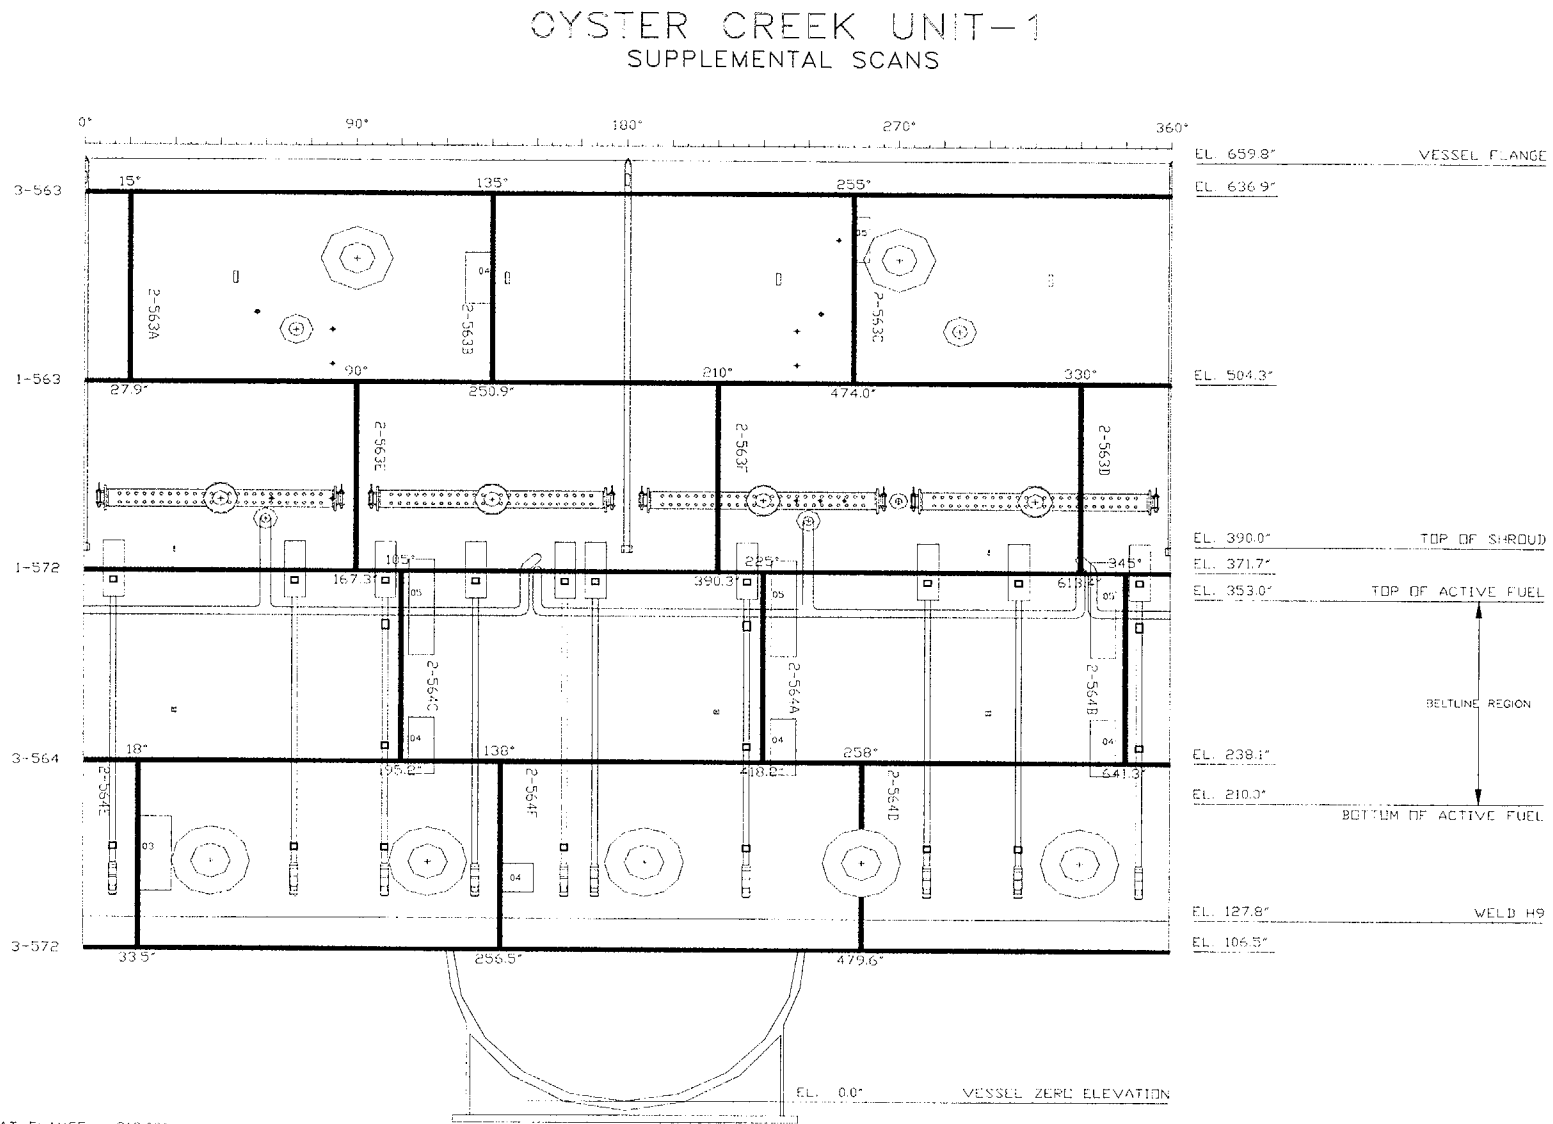 OYSTER CREEK UNIT-1
SUPPLEMENTAL SCANS
0° 90° 180° 270° 360°
EL. 659.8" VESSEL FLANGE
3-563 15° 135° 255° EL. 636.9"
05
04
2-563A 2-563B 2-563C
1-563 90° 210° 330° EL. 504.3"
27.9" 250.9" 474.0"
2-563E 2-563F 2-563D
EL. 390.0" TOP OF SHROUD
1-572 105° 225° 345° EL. 371.7"
167.3" 390.3" 613.4"
05 05 05 EL. 353.0" TOP OF ACTIVE FUEL
2-564C 2-564A 2-564B
BELTLINE REGION
04 04 04
3-564 18° 138° 258° EL. 238.1"
195.2" 418.2" 641.3"
2-564E 2-564F 2-564D
EL. 210.0"
BOTTOM OF ACTIVE FUEL
03
04
EL. 127.8" WELD H9
3-572 EL. 106.5"
33.5" 256.5" 479.6"
EL. 0.0" VESSEL ZERO ELEVATION